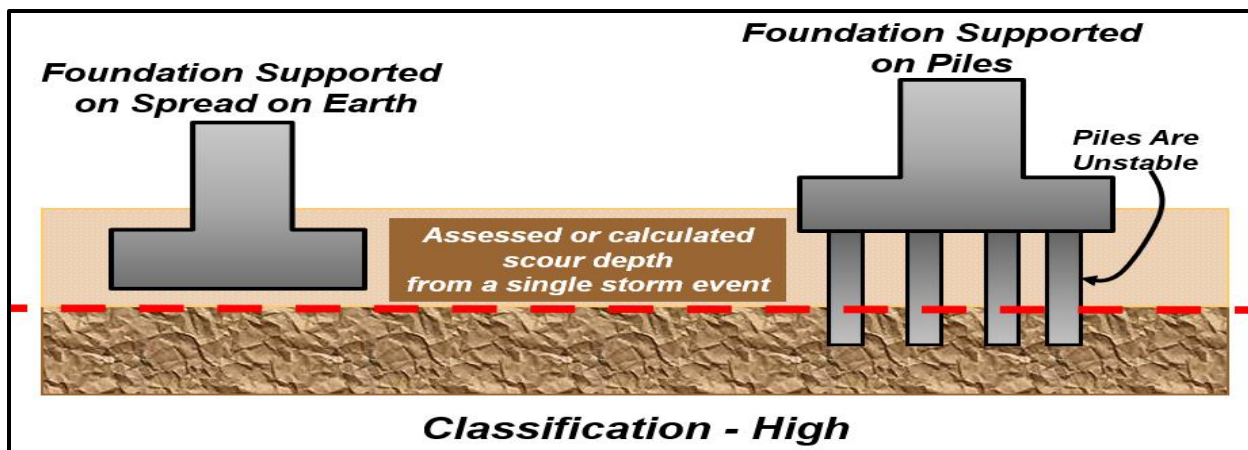 Foundation Supported
on Spread on Earth
Foundation Supported
on Piles
Piles Are
Unstable
Assessed or calculated
scour depth
from a single storm event
Classification - High